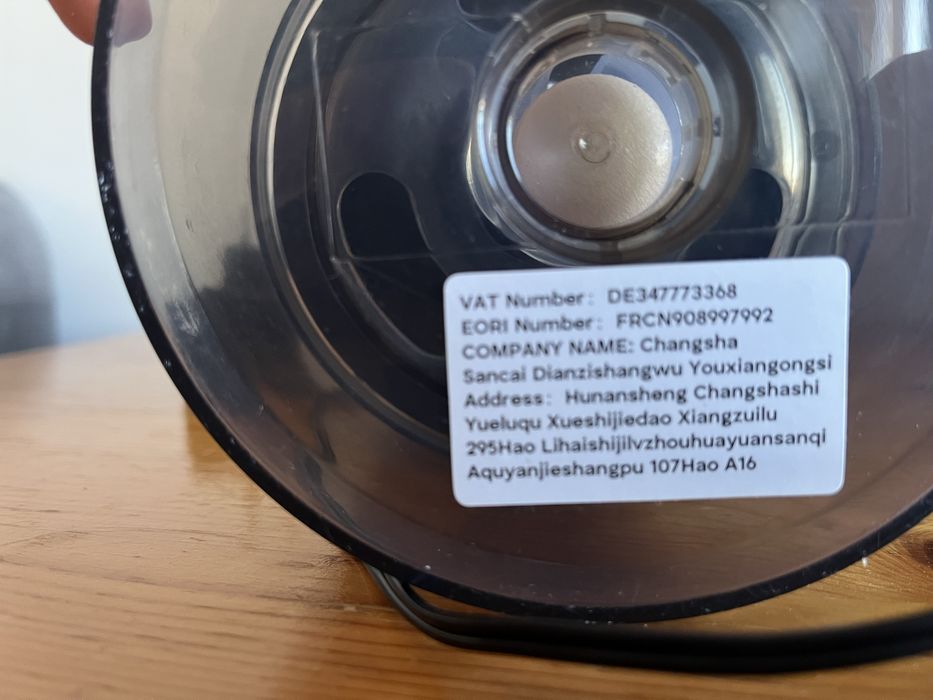 VAT Number: DE347773368
EORI Number: FRCN908997992
COMPANY NAME: Changsha
Sancai Dianzishangwu Youxiangongsi
Address: Hunansheng Changshashi
Yueluqu Xueshijiedao Xiangzuilu
295Hao Lihaishijilvzhouhuayuansanqi
Aquyanjieshangpu 107Hao A16